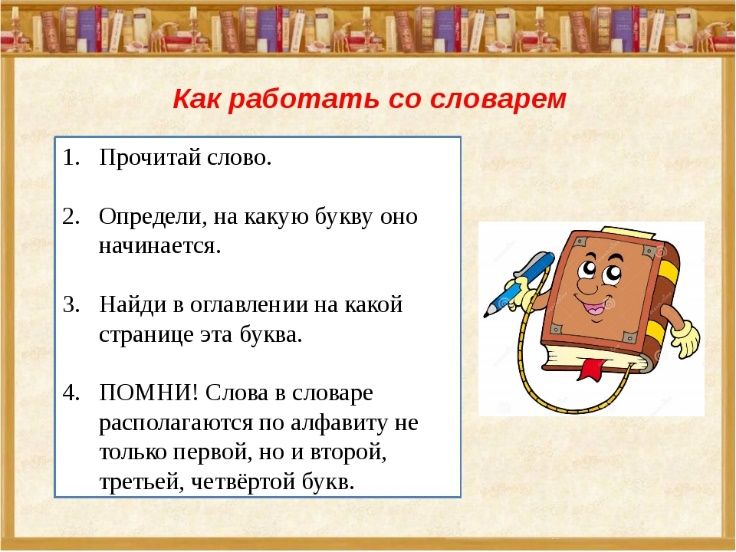 Как работать со словарем
1. Прочитай слово.
2. Определи, на какую букву оно
начинается.
3. Найди в оглавлении на какой
странице эта буква.
4. ПОМНИ! Слова в словаре
располагаются по алфавиту не
только первой, но и второй,
третьей, четвёртой букв.